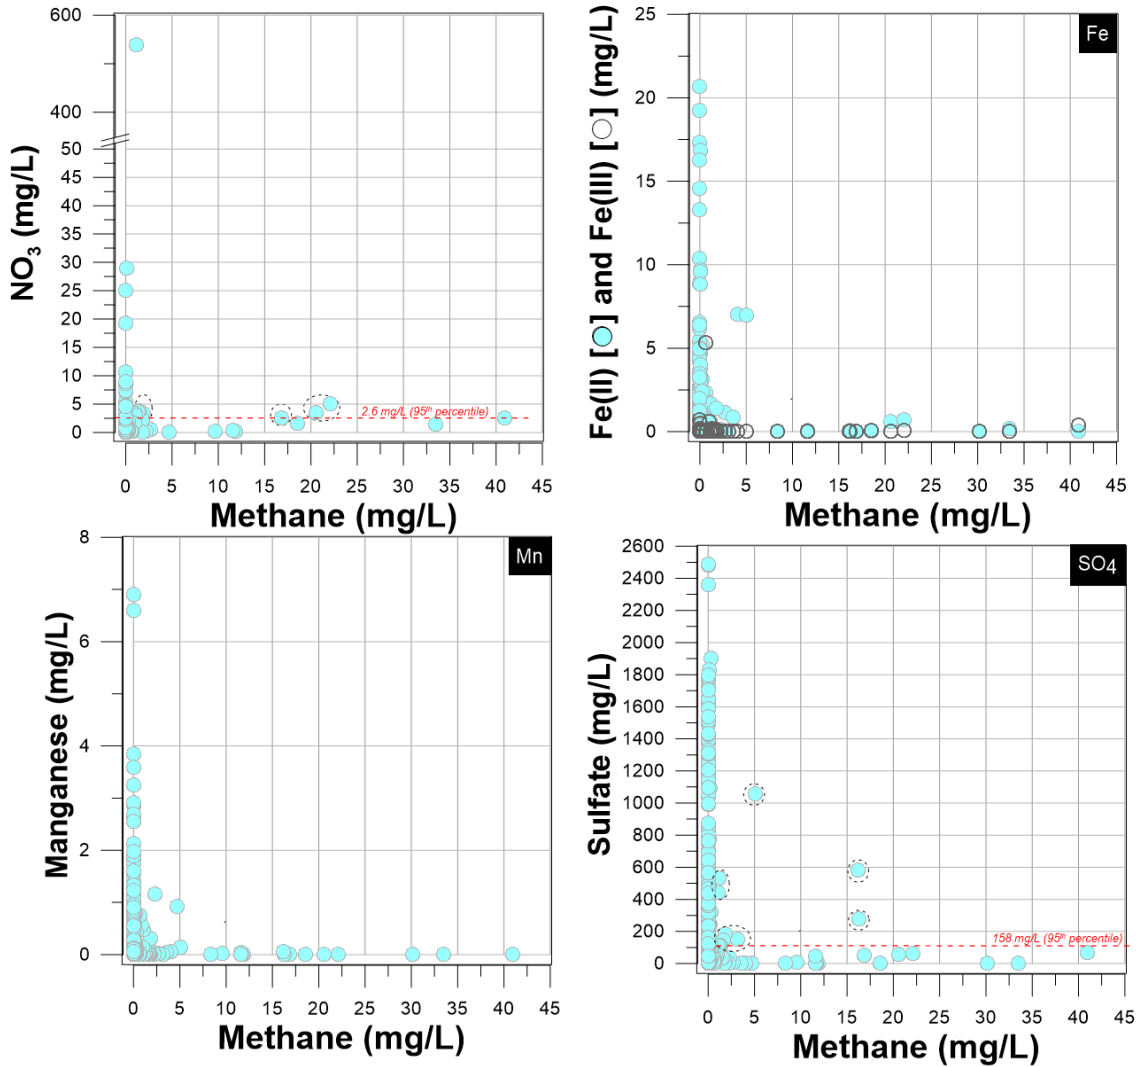 600
400
50
45
40
35
30
25
20
15
10
5
0
NO3 (mg/L)
2.6 mg/L (95th percentile)
0 5 10 15 20 25 30 35 40 45
Methane (mg/L)
Fe
25
20
15
10
5
0
Fe(II) [ ] and Fe(III) [ ] (mg/L)
0 5 10 15 20 25 30 35 40 45
Methane (mg/L)
Mn
8
6
4
2
0
Manganese (mg/L)
0 5 10 15 20 25 30 35 40 45
Methane (mg/L)
SO4
2600
2400
2200
2000
1800
1600
1400
1200
1000
800
600
400
200
0
Sulfate (mg/L)
158 mg/L (95th percentile)
0 5 10 15 20 25 30 35 40 45
Methane (mg/L)